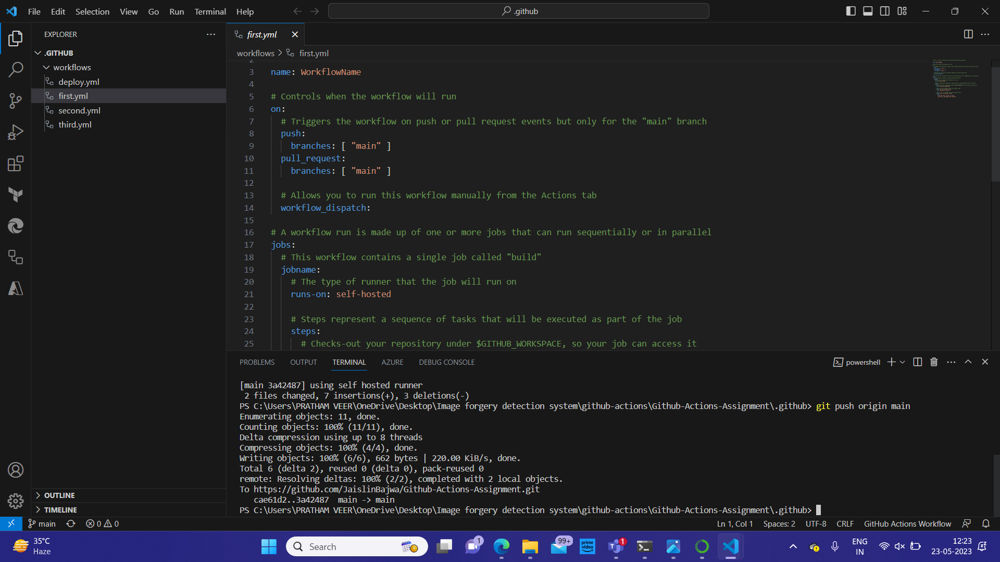 File Edit Selection View Go Run Terminal Help
.github
EXPLORER
.GITHUB
workflows
deploy.yml
first.yml
second.yml
third.yml
OUTLINE
TIMELINE
first.yml
workflows > first.yml
2
3 name: WorkflowName
4
5 # Controls when the workflow will run
6 on:
7 # Triggers the workflow on push or pull request events but only for the "main" branch
8 push:
9 branches: [ "main" ]
10 pull_request:
11 branches: [ "main" ]
12
13 # Allows you to run this workflow manually from the Actions tab
14 workflow_dispatch:
15
16 # A workflow run is made up of one or more jobs that can run sequentially or in parallel
17 jobs:
18 # This workflow contains a single job called "build"
19 jobname:
20 # The type of runner that the job will run on
21 runs-on: self-hosted
22
23 # Steps represent a sequence of tasks that will be executed as part of the job
24 steps:
25 # Checks-out your repository under $GITHUB_WORKSPACE, so your job can access it
PROBLEMS OUTPUT TERMINAL AZURE DEBUG CONSOLE
powershell
[main 3a42487] using self hosted runner
2 files changed, 7 insertions(+), 3 deletions(-)
PS C:\Users\PRATHAM VEER\OneDrive\Desktop\Image forgery detection system\github-actions\Github-Actions-Assignment\.github> git push origin main
Enumerating objects: 11, done.
Counting objects: 100% (11/11), done.
Delta compression using up to 8 threads
Compressing objects: 100% (4/4), done.
Writing objects: 100% (6/6), 662 bytes | 220.00 KiB/s, done.
Total 6 (delta 2), reused 0 (delta 0), pack-reused 0
remote: Resolving deltas: 100% (2/2), completed with 2 local objects.
To https://github.com/JaislinBajwa/Github-Actions-Assignment.git
cae61d2..3a42487 main -> main
PS C:\Users\PRATHAM VEER\OneDrive\Desktop\Image forgery detection system\github-actions\Github-Actions-Assignment\.github>
main 0 0
Ln 1, Col 1 Spaces: 2 UTF-8 CRLF GitHub Actions Workflow
35°C
Haze
Search
1
99+
prime video
1
ENG
IN
12:23
23-05-2023